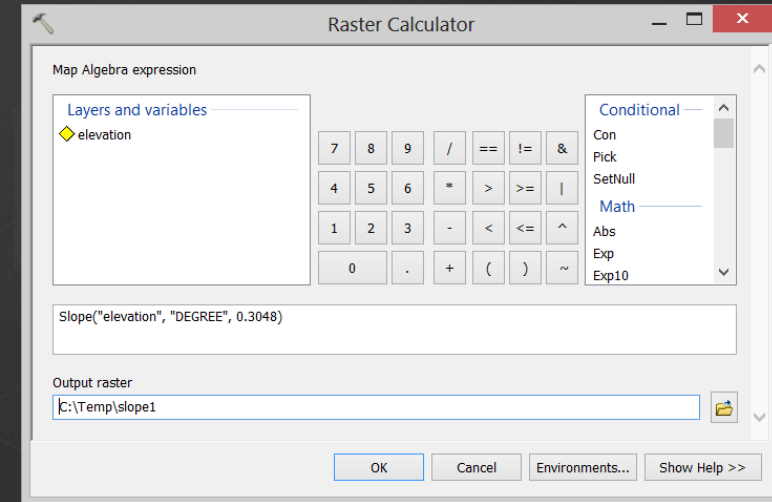 Raster Calculator
Map Algebra expression
Layers and variables
elevation
7 8 9 / == != &
4 5 6 * > >= |
1 2 3 - < <= ^
0 . + ( ) ~
Conditional
Con
Pick
SetNull
Math
Abs
Exp
Exp10
Slope("elevation", "DEGREE", 0.3048)
Output raster
C:\Temp\slope1
OK Cancel Environments... Show Help >>